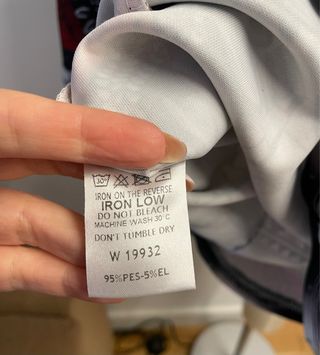 30°
IRON ON THE REVERSE
IRON LOW
DO NOT BLEACH
MACHINE WASH 30°C
DON'T TUMBLE DRY
W 19932
95%PES-5%EL